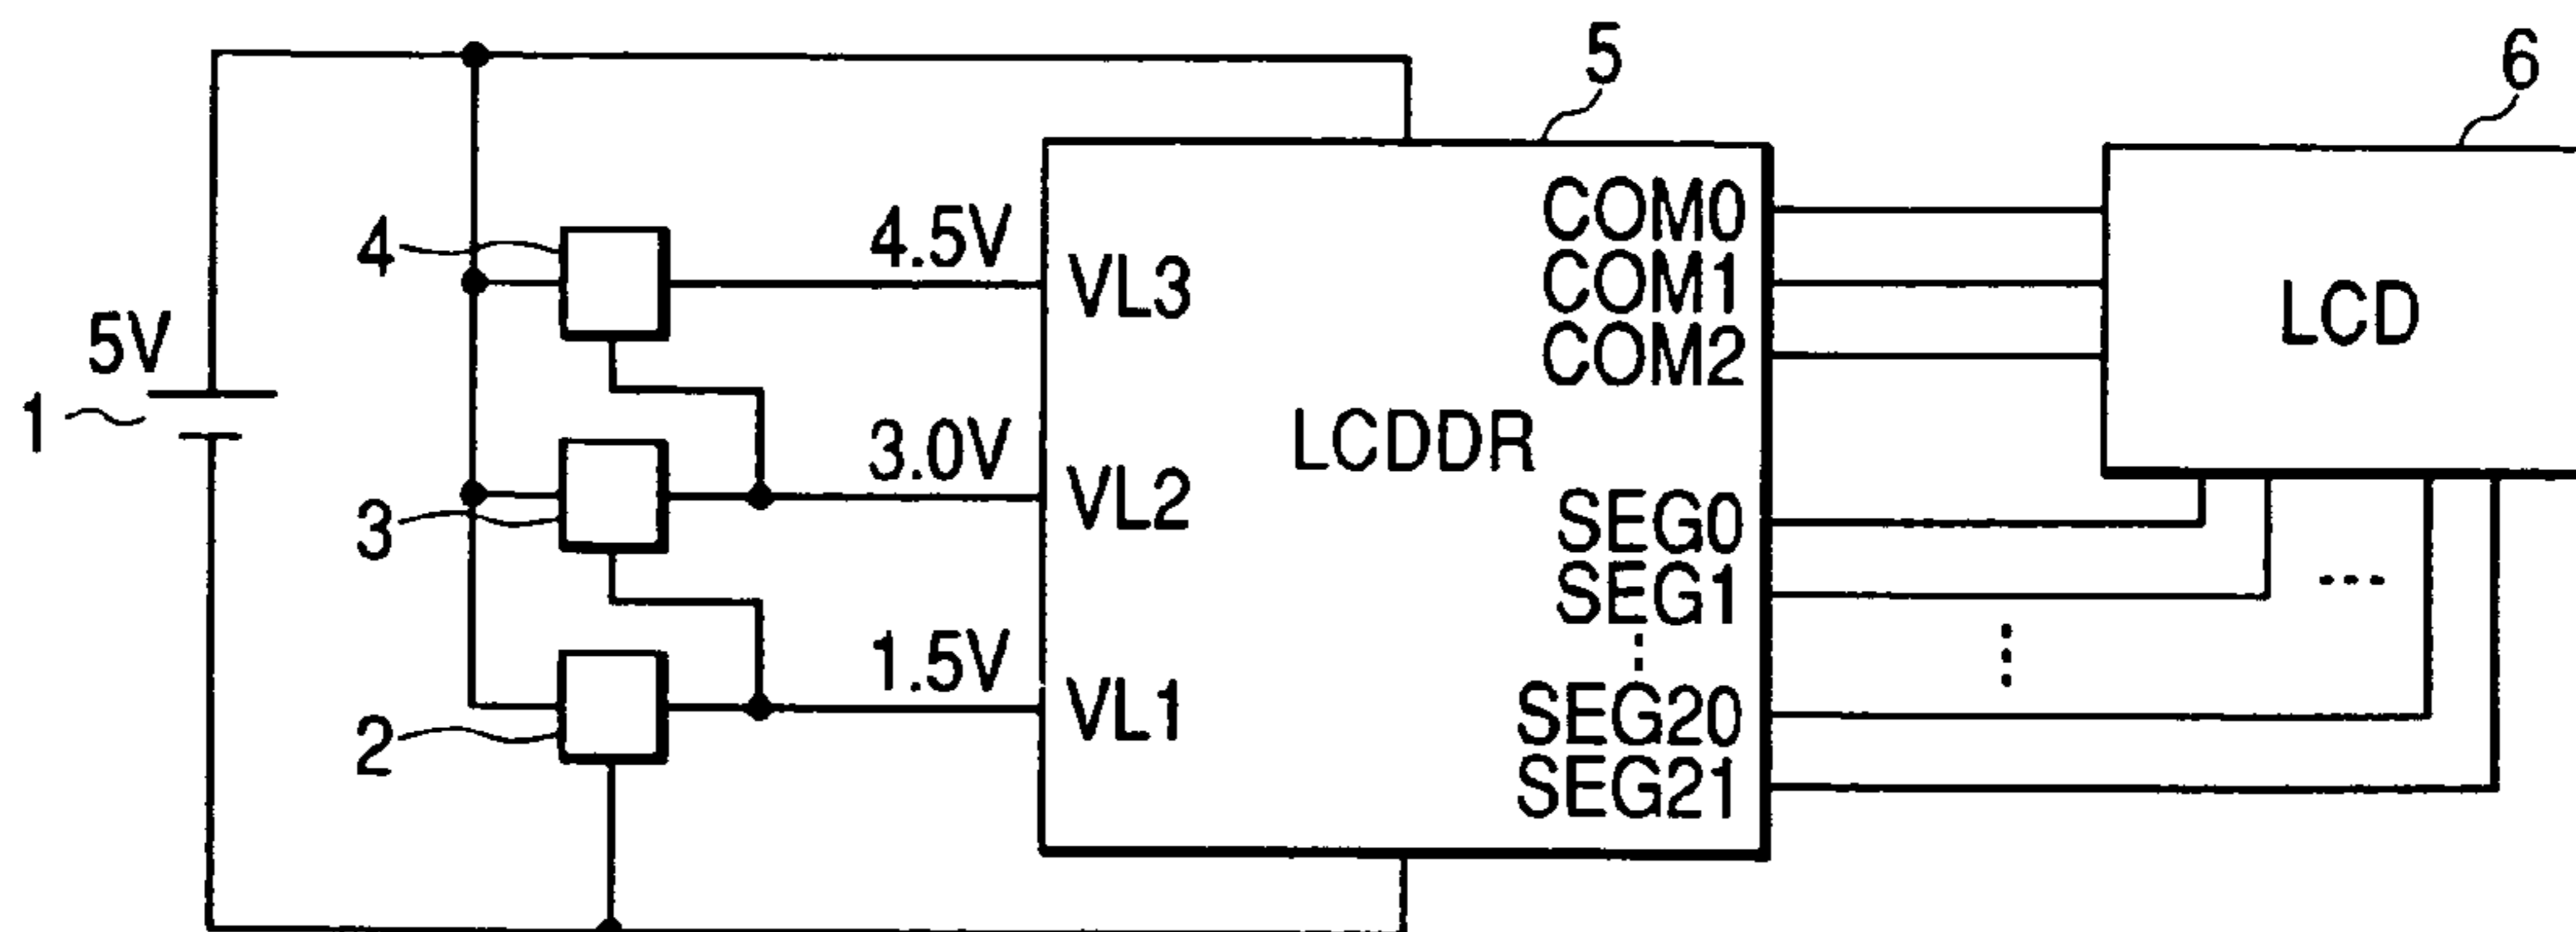 5
6
4
4.5V
VL3
COM0
COM1
COM2
LCD
5V
1
3.0V
VL2
LCDDR
3
SEG0
SEG1
1.5V
VL1
2
SEG20
SEG21